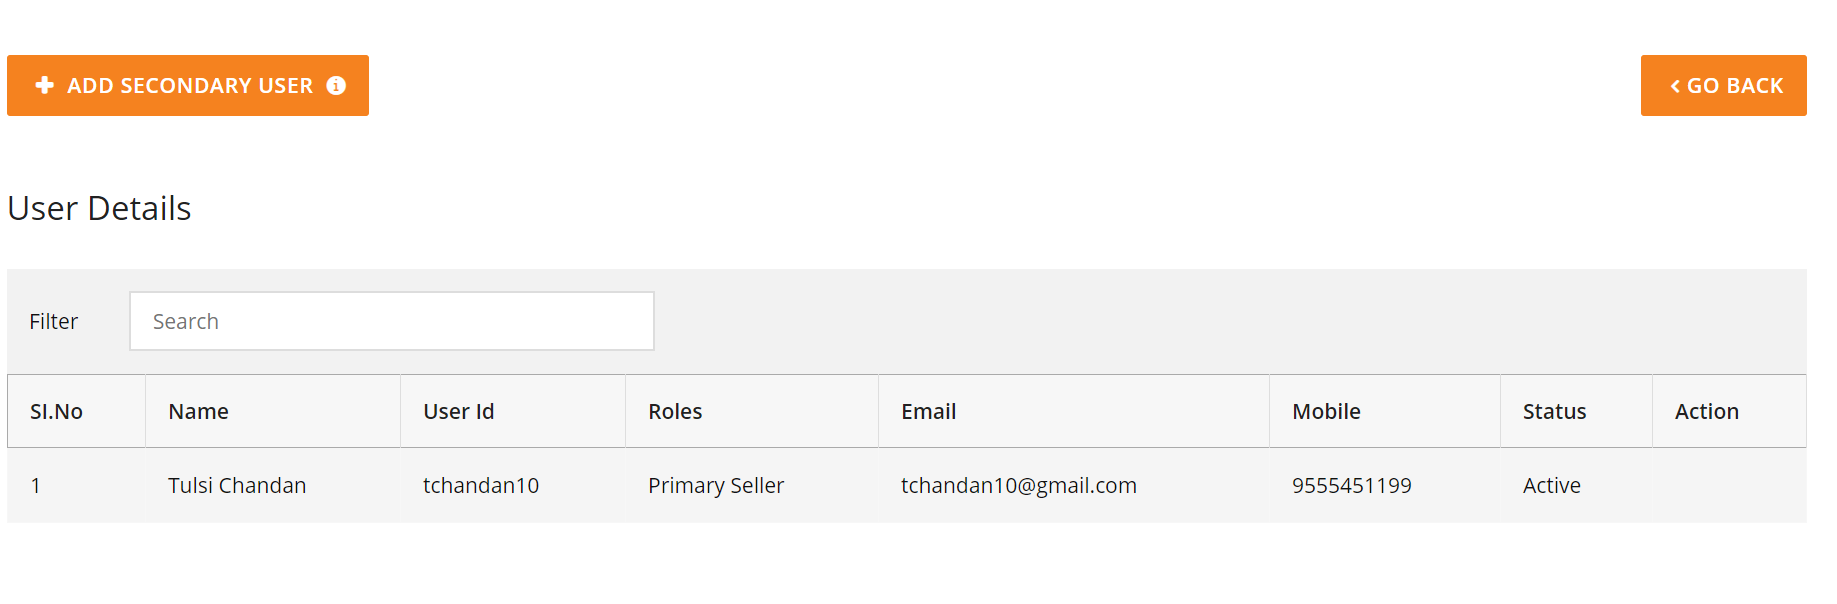 ADD SECONDARY USER
GO BACK
User Details
Filter Search
SI.No Name User Id Roles Email Mobile Status Action
1 Tulsi Chandan tchandan10 Primary Seller tchandan10@gmail.com 9555451199 Active